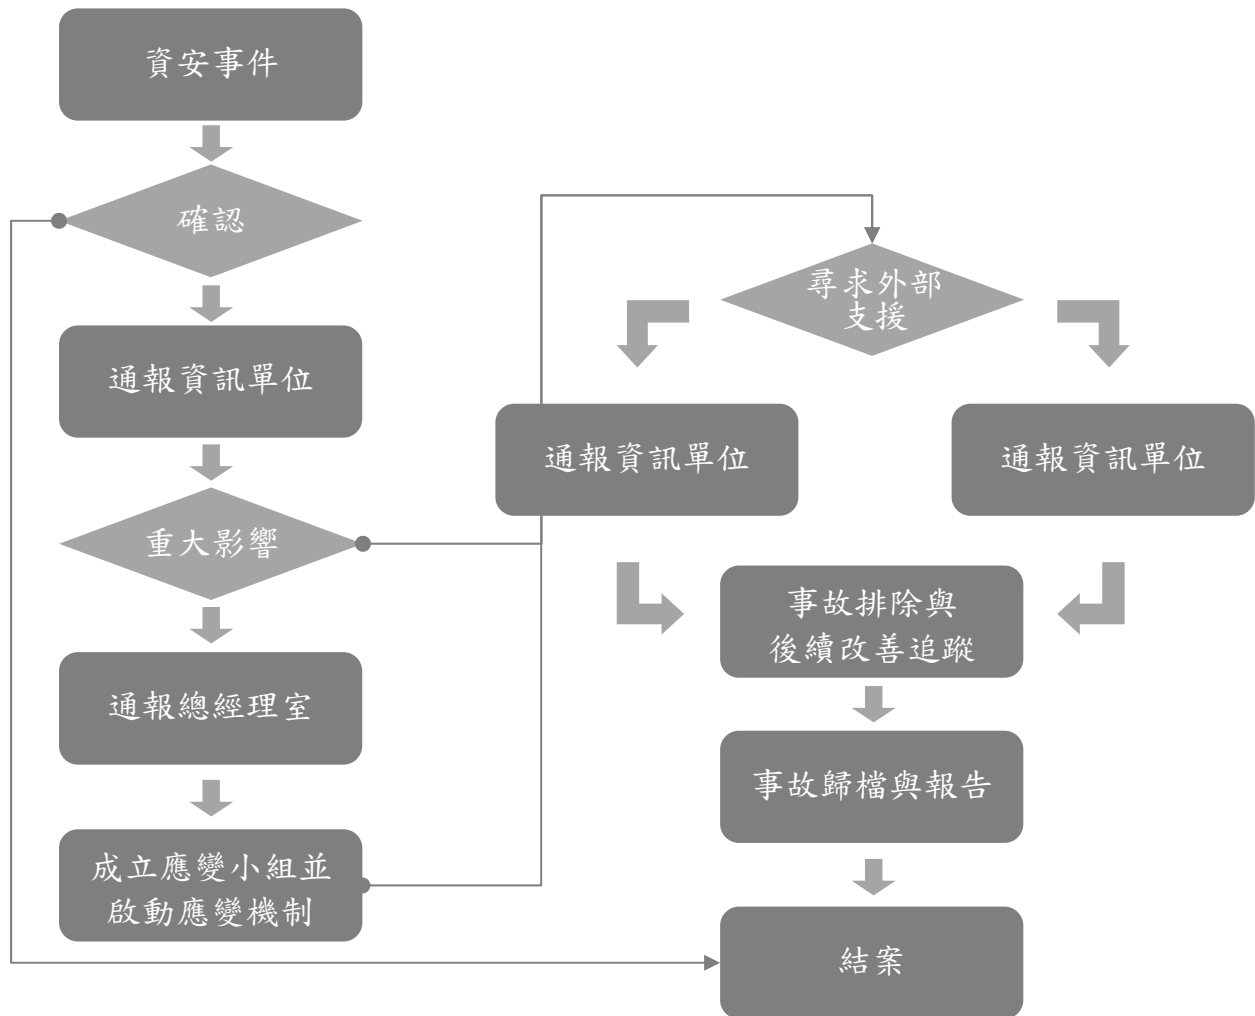 資安事件
確認
通報資訊單位
重大影響
通報總經理室
成立應變小組並
啟動應變機制
尋求外部
支援
通報資訊單位
通報資訊單位
事故排除與
後續改善追蹤
事故歸檔與報告
結案